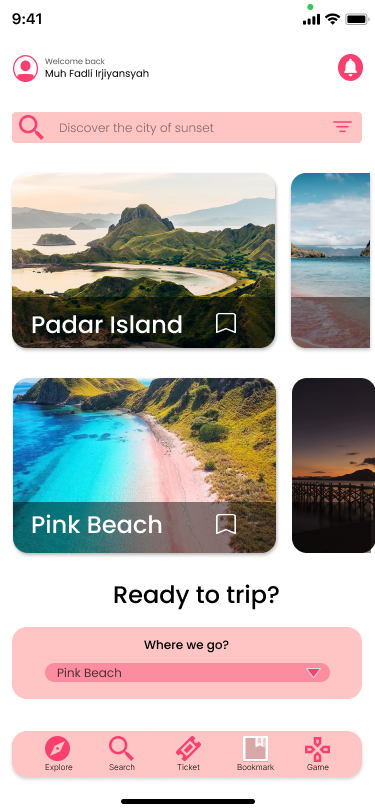 9:41
Welcome back
Muh Fadli Irjiyansyah
Discover the city of sunset
Padar Island
Pink Beach
Ready to trip?
Where we go?
Pink Beach
Explore
Search
Ticket
Bookmark
Game